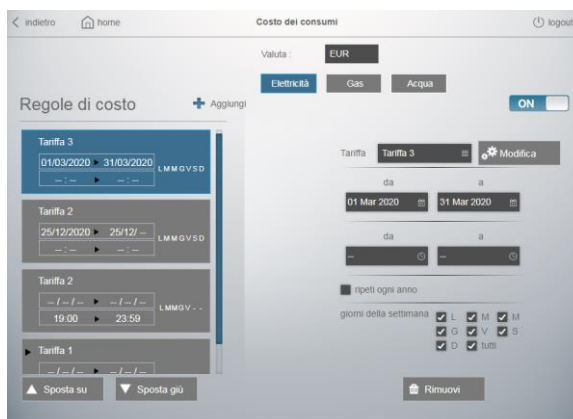 indietro
home
Costo dei consumi
logout
Valuta :
EUR
Elettricità
Gas
Acqua
Regole di costo
Aggiungi
ON
Tariffa 3
01/03/2020 31/03/2020 LMMGVSD
-- : -- -- : --
Tariffa 2
25/12/2020 25/12/ -- LMMGVSD
-- : -- -- : --
Tariffa 2
-- / -- / -- -- / -- / -- LMMGV - -
19:00 23:59
Tariffa 1
-- / -- / -- -- / -- / --
Sposta su
Sposta giù
Tariffa
Tariffa 3
Modifica
da a
01 Mar 2020 31 Mar 2020
da a
-- --
ripeti ogni anno
giorni della settimana
L M M
G V S
D tutti
Rimuovi